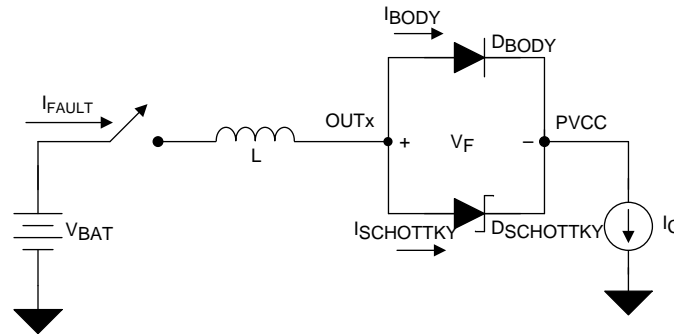 IBODY
DBODY
IFAULT
OUTx
PVCC
+
VF
–
L
VBAT
ISCHOTTKY
DSCHOTTKY